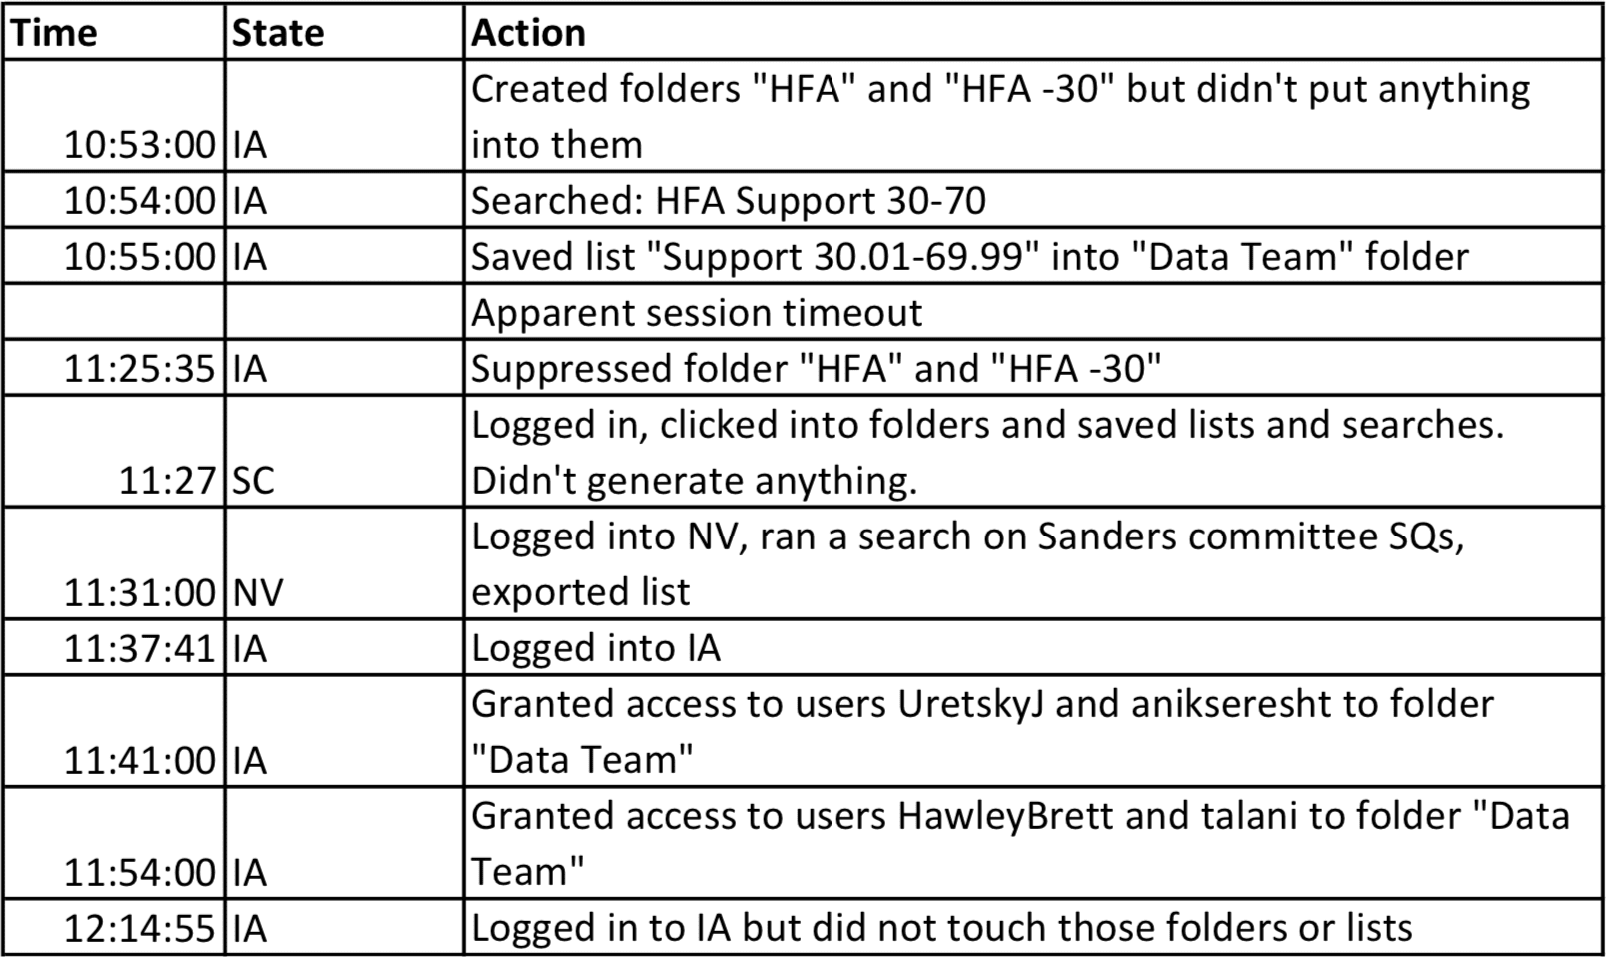 Time State Action
Created folders "HFA" and "HFA -30" but didn't put anything
10:53:00 IA into them
10:54:00 IA Searched: HFA Support 30-70
10:55:00 IA Saved list "Support 30.01-69.99" into "Data Team" folder
Apparent session timeout
11:25:35 IA Suppressed folder "HFA" and "HFA -30"
Logged in, clicked into folders and saved lists and searches.
11:27 SC Didn't generate anything.
Logged into NV, ran a search on Sanders committee SQs,
11:31:00 NV exported list
11:37:41 IA Logged into IA
Granted access to users UretskyJ and anikseresht to folder
11:41:00 IA "Data Team"
Granted access to users HawleyBrett and talani to folder "Data
11:54:00 IA Team"
12:14:55 IA Logged in to IA but did not touch those folders or lists